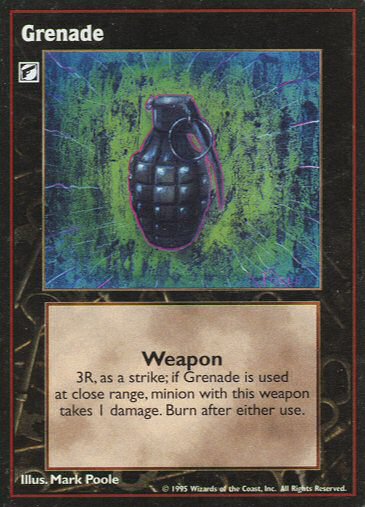 Grenade
Weapon
3R, as a strike; if Grenade is used
at close range, minion with this weapon
takes 1 damage. Burn after either use.
Illus. Mark Poole
© 1995 Wizards of the Coast, Inc. All Rights Reserved.